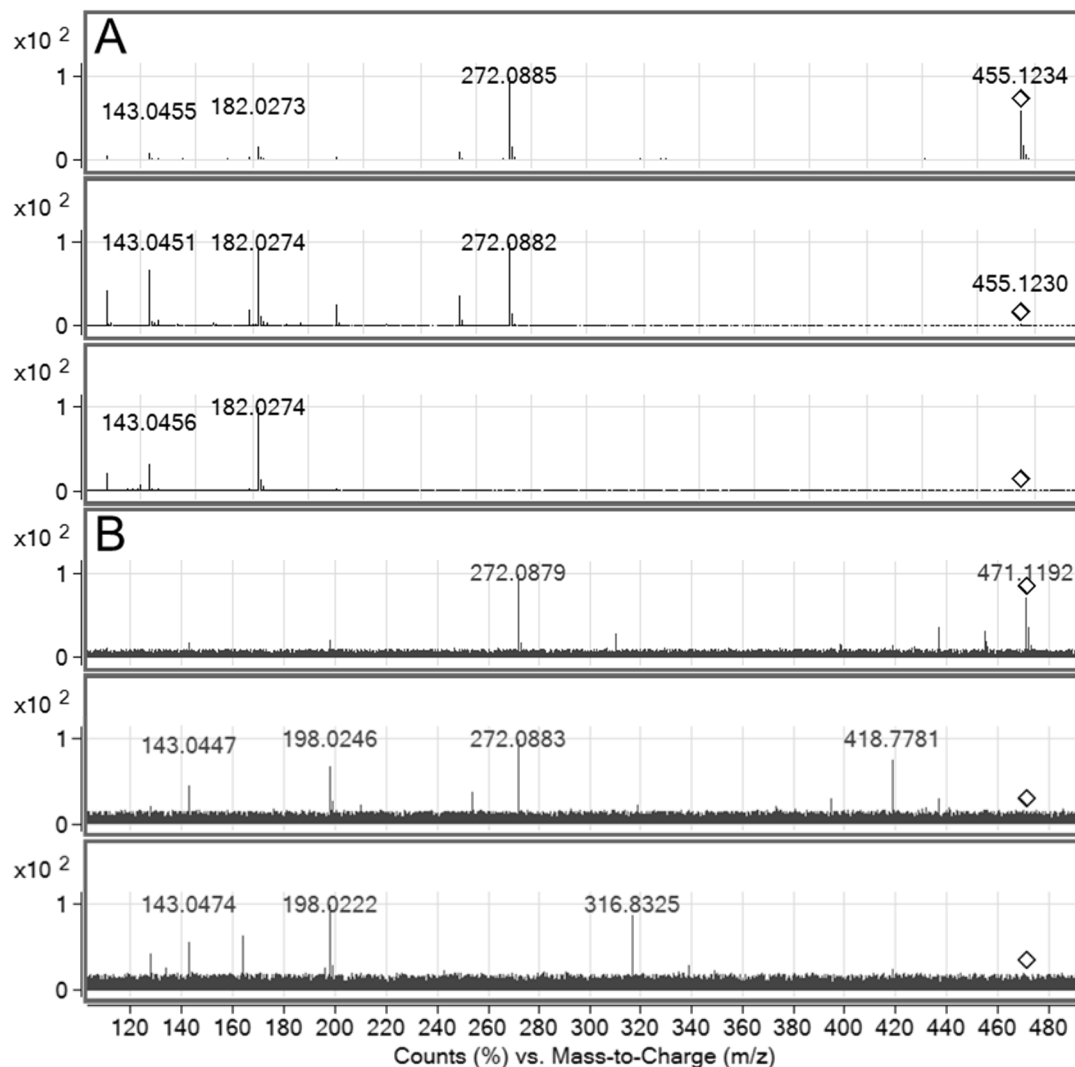 A
x10 2
1
0
143.0455 182.0273 272.0885 455.1234
x10 2
1
0
143.0451 182.0274 272.0882 455.1230
x10 2
1
0
143.0456 182.0274
B
x10 2
1
0
272.0879 471.1192
x10 2
1
0
143.0447 198.0246 272.0883 418.7781
x10 2
1
0
143.0474 198.0222 316.8325
120 140 160 180 200 220 240 260 280 300 320 340 360 380 400 420 440 460 480
Counts (%) vs. Mass-to-Charge (m/z)